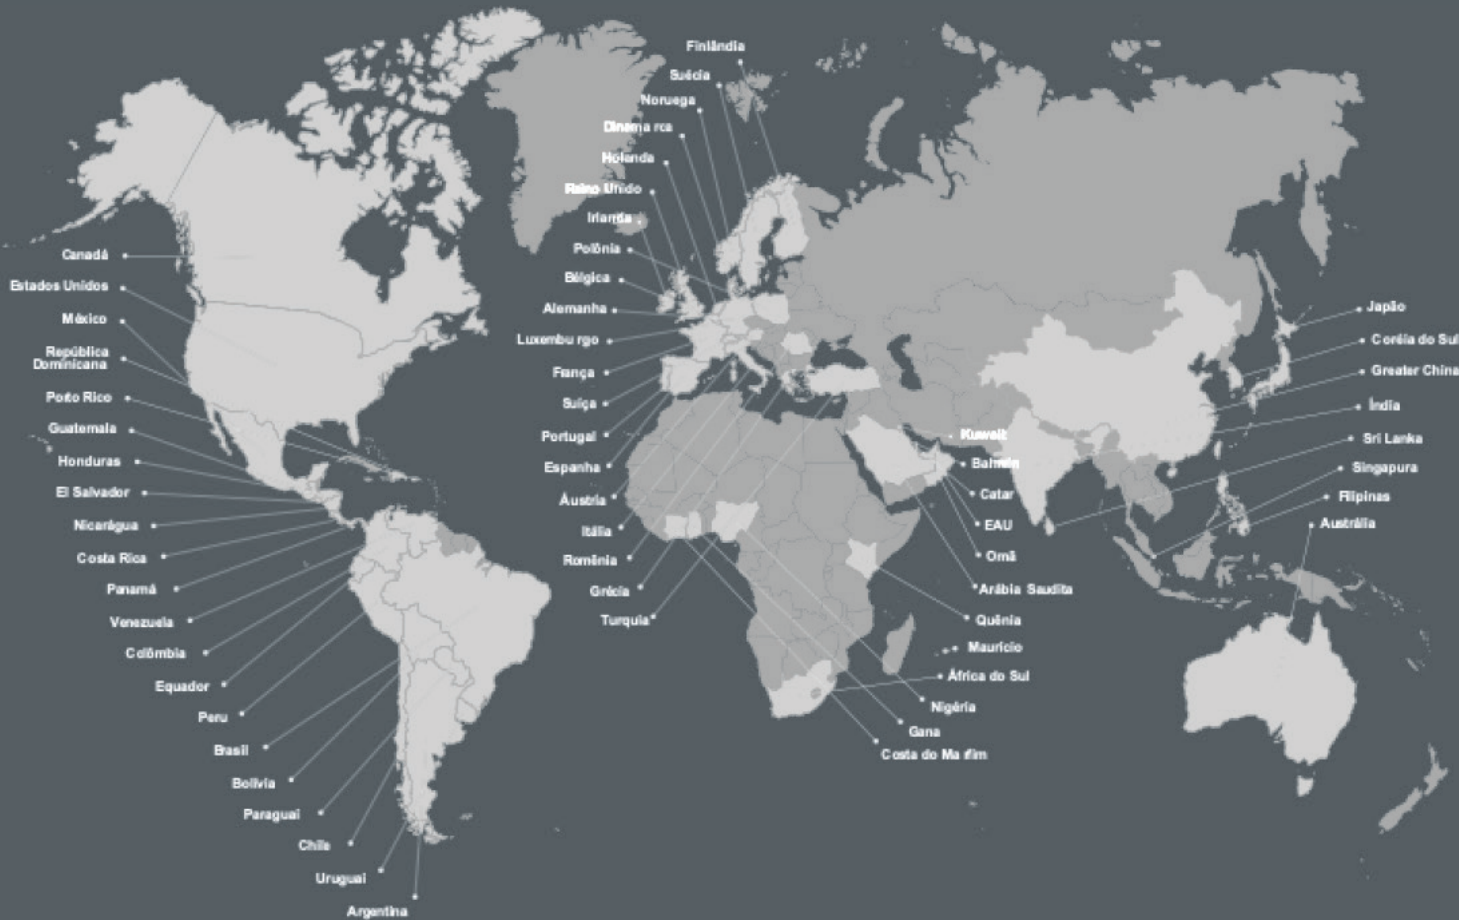 Canadá
Estados Unidos
México
República
Dominicana
Porto Rico
Guatemala
Honduras
El Salvador
Nicarágua
Costa Rica
Panamá
Venezuela
Colômbia
Equador
Peru
Brasil
Bolívia
Paraguai
Chile
Uruguai
Argentina
Finlândia
Suécia
Noruega
Dinamarca
Holanda
Reino Unido
Irlanda
Polônia
Bélgica
Alemanha
Luxemburgo
França
Suíça
Portugal
Espanha
Áustria
Itália
Romênia
Grécia
Turquia
Kuwait
Bahrein
Catar
EAU
Omã
Arábia Saudita
Quênia
Maurício
África do Sul
Nigéria
Gana
Costa do Marfim
Japão
Coréia do Sul
Greater China
Índia
Sri Lanka
Singapura
Filipinas
Austrália